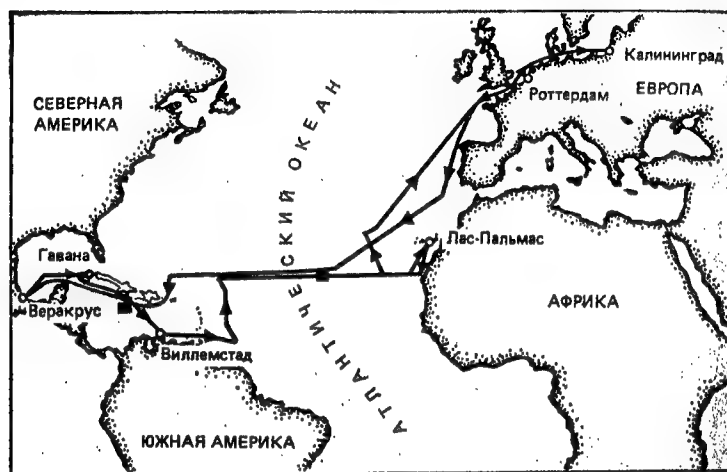 Калининград
ЕВРОПА
Роттердам
СЕВЕРНАЯ
АМЕРИКА
АТЛАНТИЧЕСКИЙ ОКЕАН
Гавана
Лас-Пальмас
Веракрус
АФРИКА
Виллемстад
ЮЖНАЯ АМЕРИКА